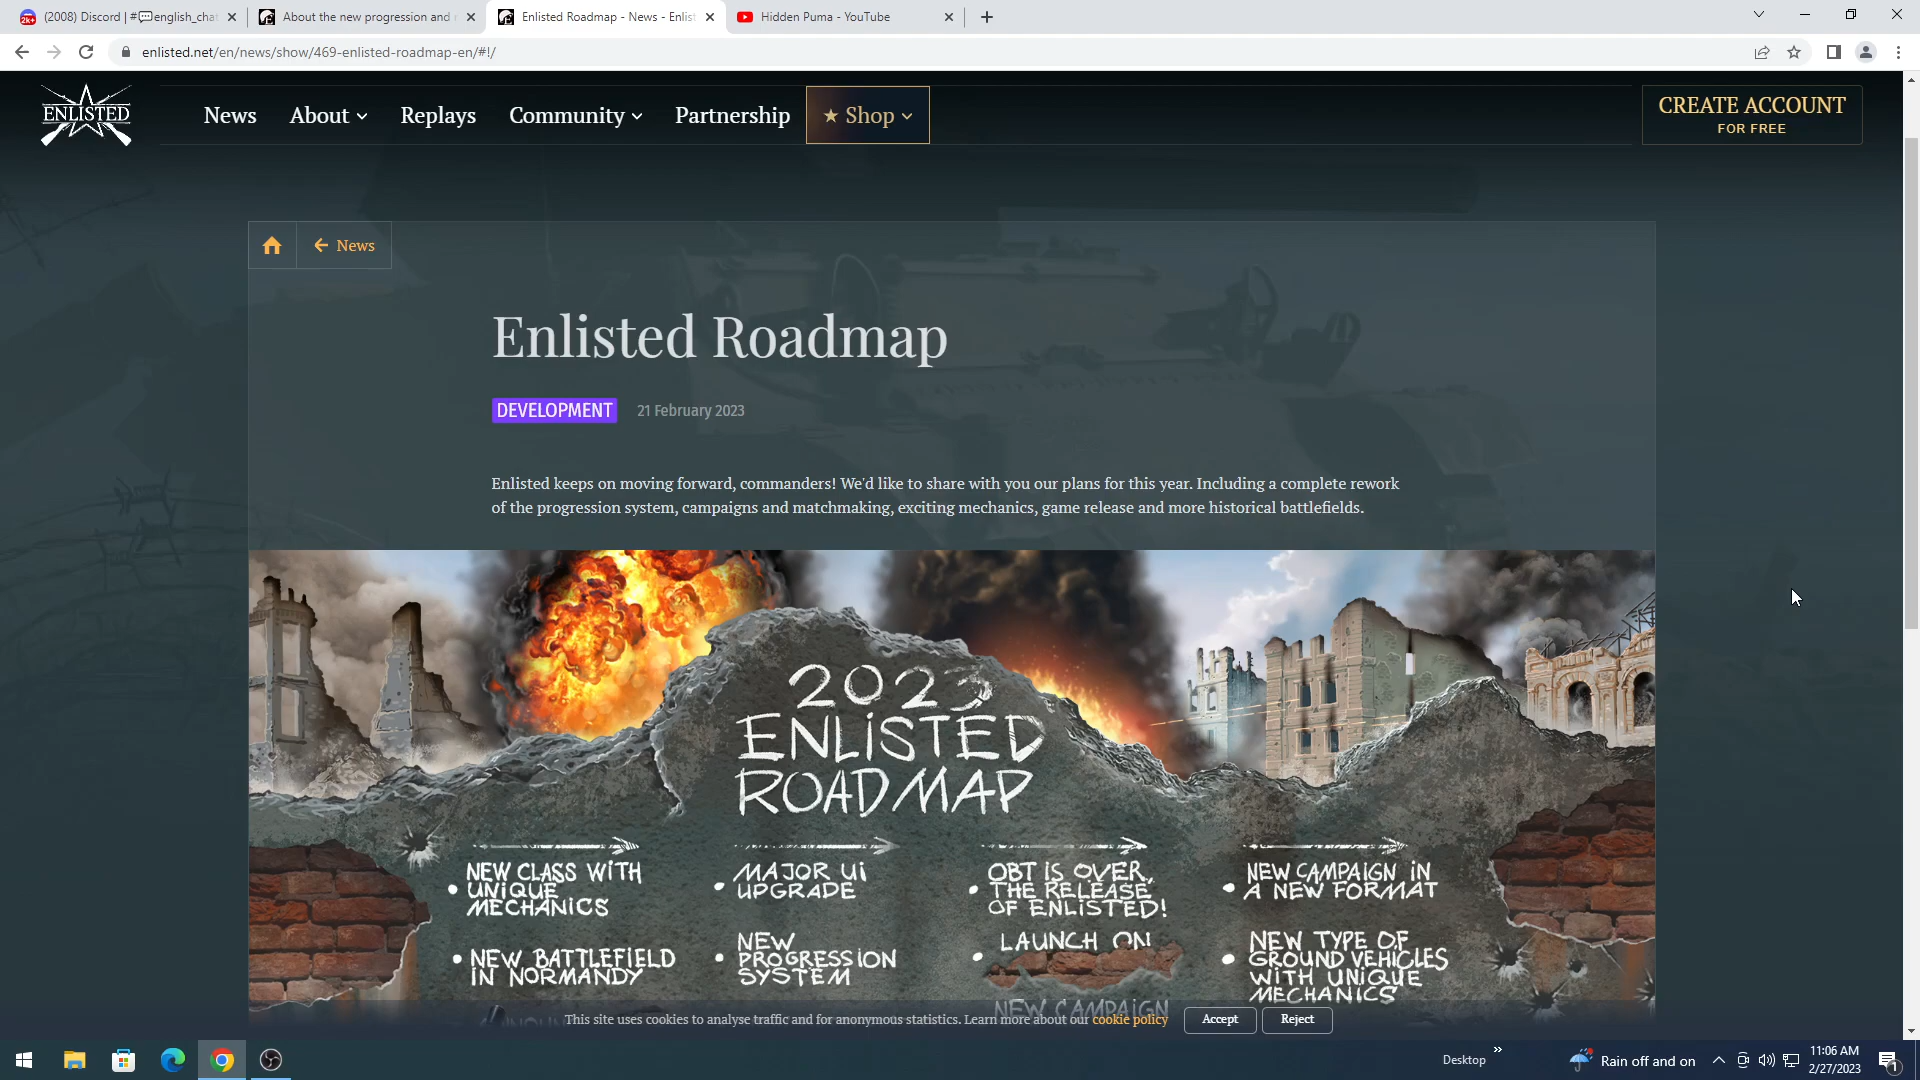 (2008) Discord | #💬english_chat
About the new progression and
Enlisted Roadmap - News - Enlis
Hidden Puma - YouTube
enlisted.net/en/news/show/469-enlisted-roadmap-en/#!/
ENLISTED
News
About
Replays
Community
Partnership
★ Shop
CREATE ACCOUNT
FOR FREE
← News
Enlisted Roadmap
DEVELOPMENT
21 February 2023
Enlisted keeps on moving forward, commanders! We'd like to share with you our plans for this year. Including a complete rework
of the progression system, campaigns and matchmaking, exciting mechanics, game release and more historical battlefields.
2023
ENLISTED
ROADMAP
• NEW CLASS WITH
UNIQUE
MECHANICS
• NEW BATTLEFIELD
IN NORMANDY
• MAJOR UI
UPGRADE
• NEW
PROGRESSION
SYSTEM
• OBT IS OVER,
THE RELEASE
OF ENLISTED!
• LAUNCH ON
NEW CAMPAIGN
• NEW CAMPAIGN IN
A NEW FORMAT
• NEW TYPE OF
GROUND VEHICLES
WITH UNIQUE
MECHANICS
This site uses cookies to analyse traffic and for anonymous statistics. Learn more about our cookie policy
Accept
Reject
Desktop
Rain off and on
11:06 AM
2/27/2023
1